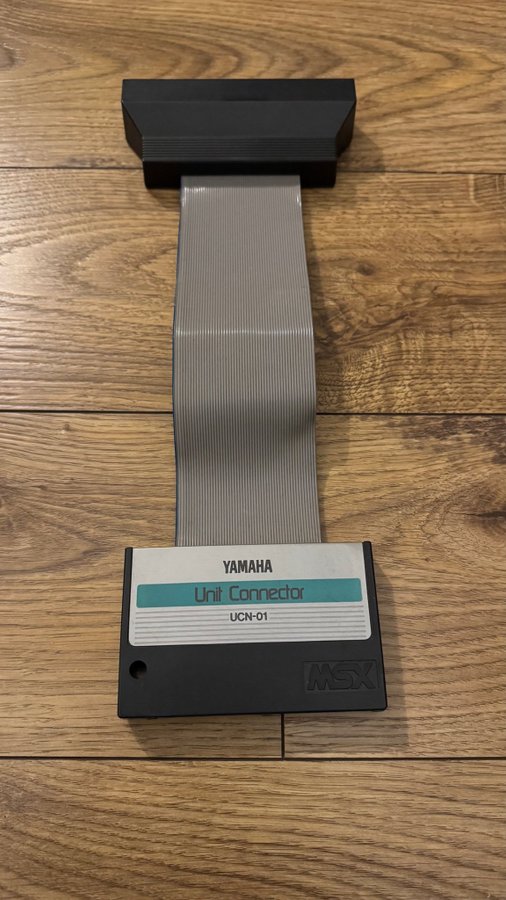 YAMAHA
Unit Connector
UCN-01
MSX